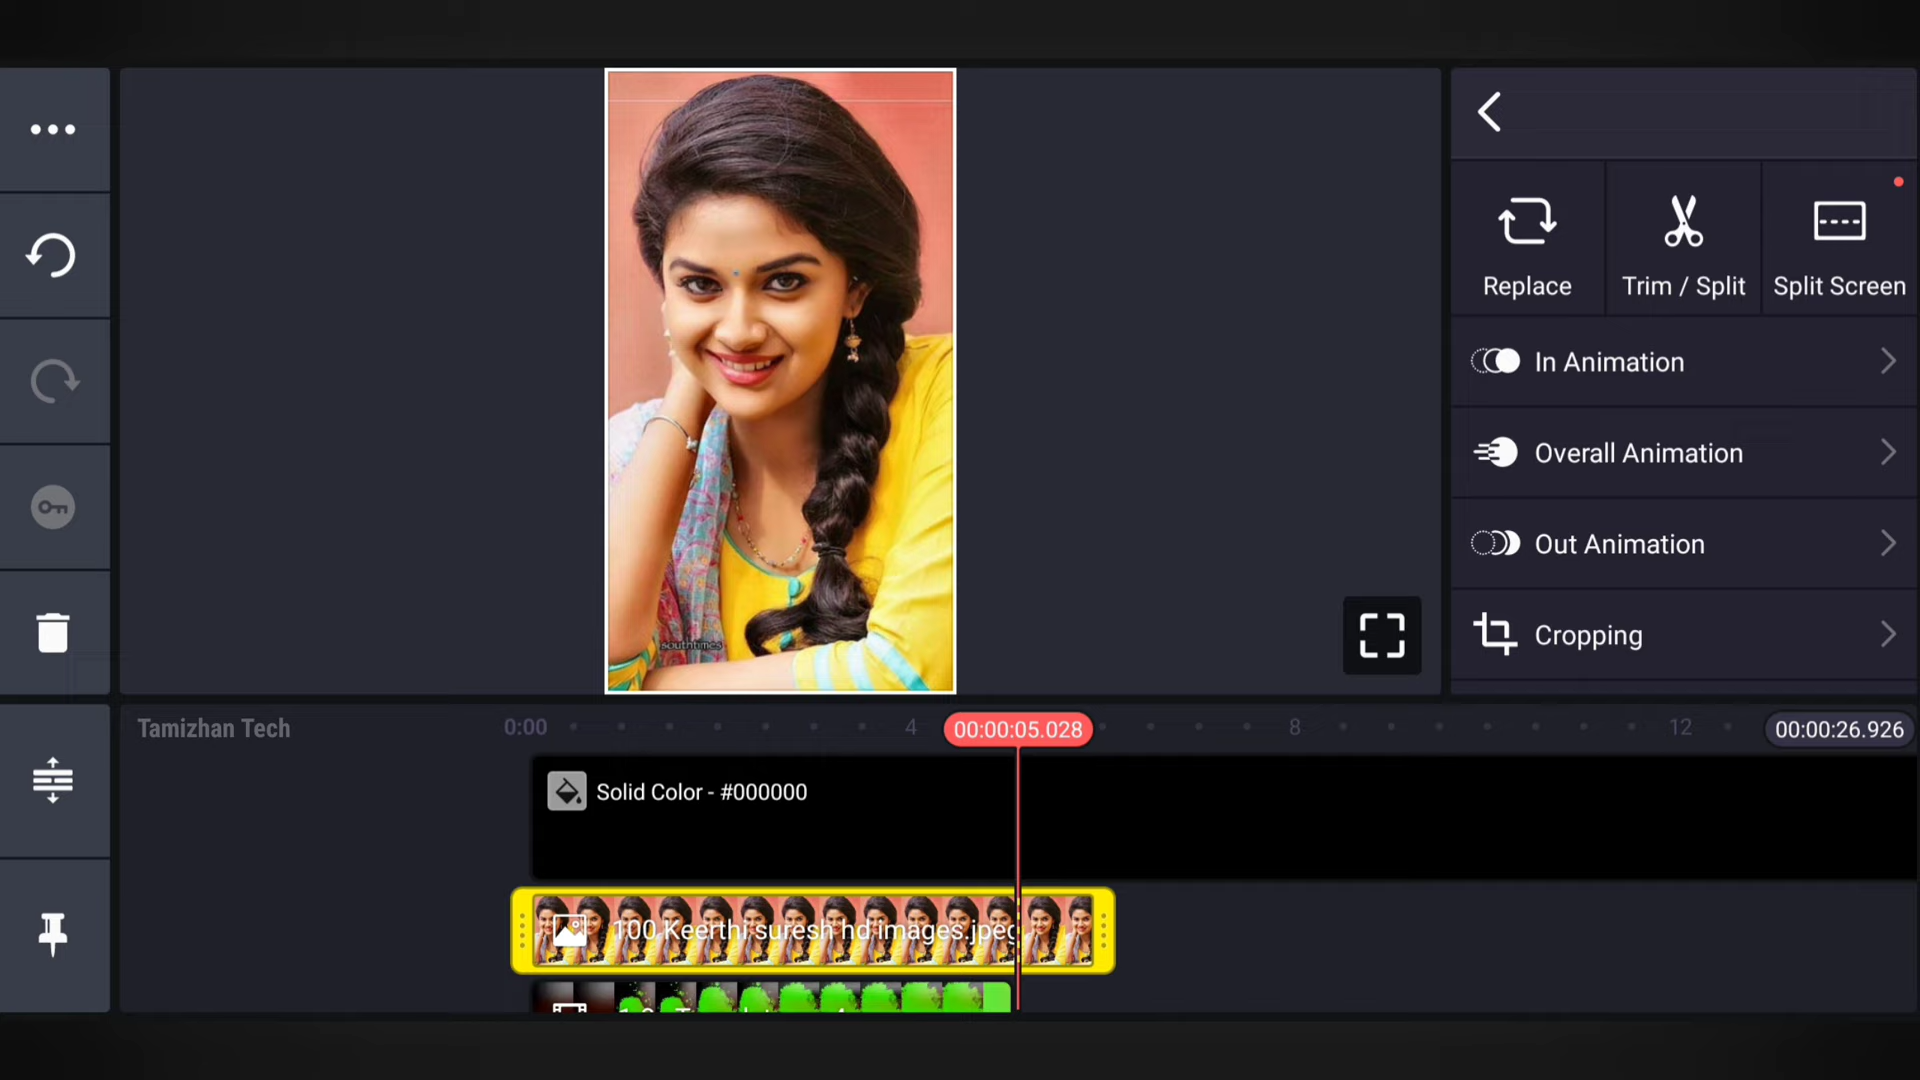 Replace
Trim / Split
Split Screen
In Animation
Overall Animation
Out Animation
Cropping
southtimes
Tamizhan Tech
0:00
4
00:00:05.028
8
12
00:00:26.926
Solid Color - #000000
100 Keerthi suresh hd images.jpeg